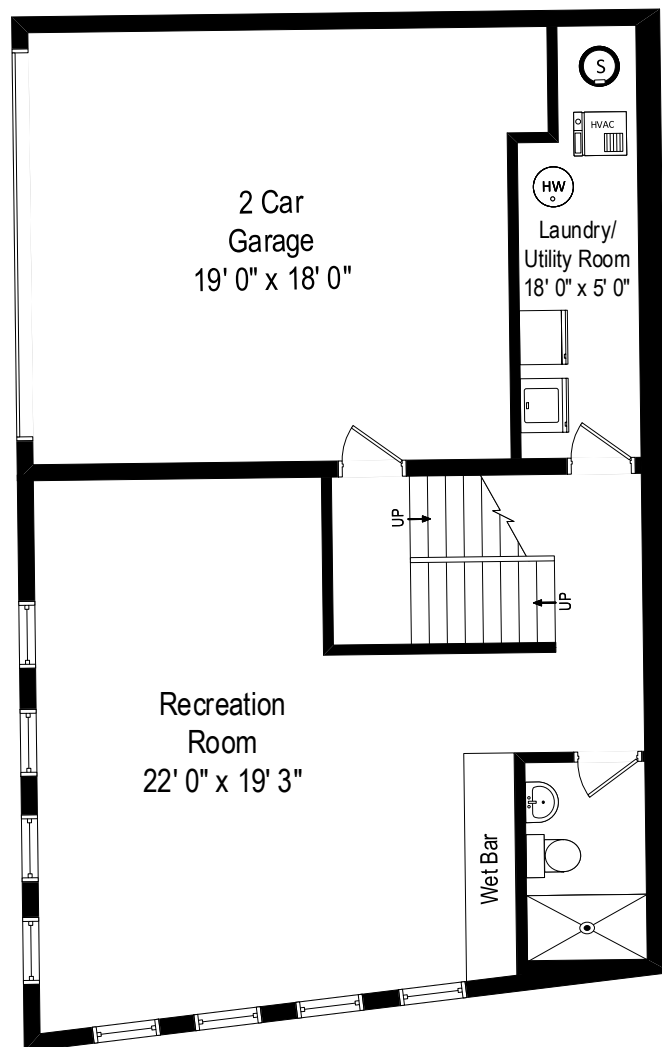 S
HVAC
HW
2 Car
Garage
19' 0" x 18' 0"
Laundry/
Utility Room
18' 0" x 5' 0"
UP
UP
Recreation
Room
22' 0" x 19' 3"
Wet Bar